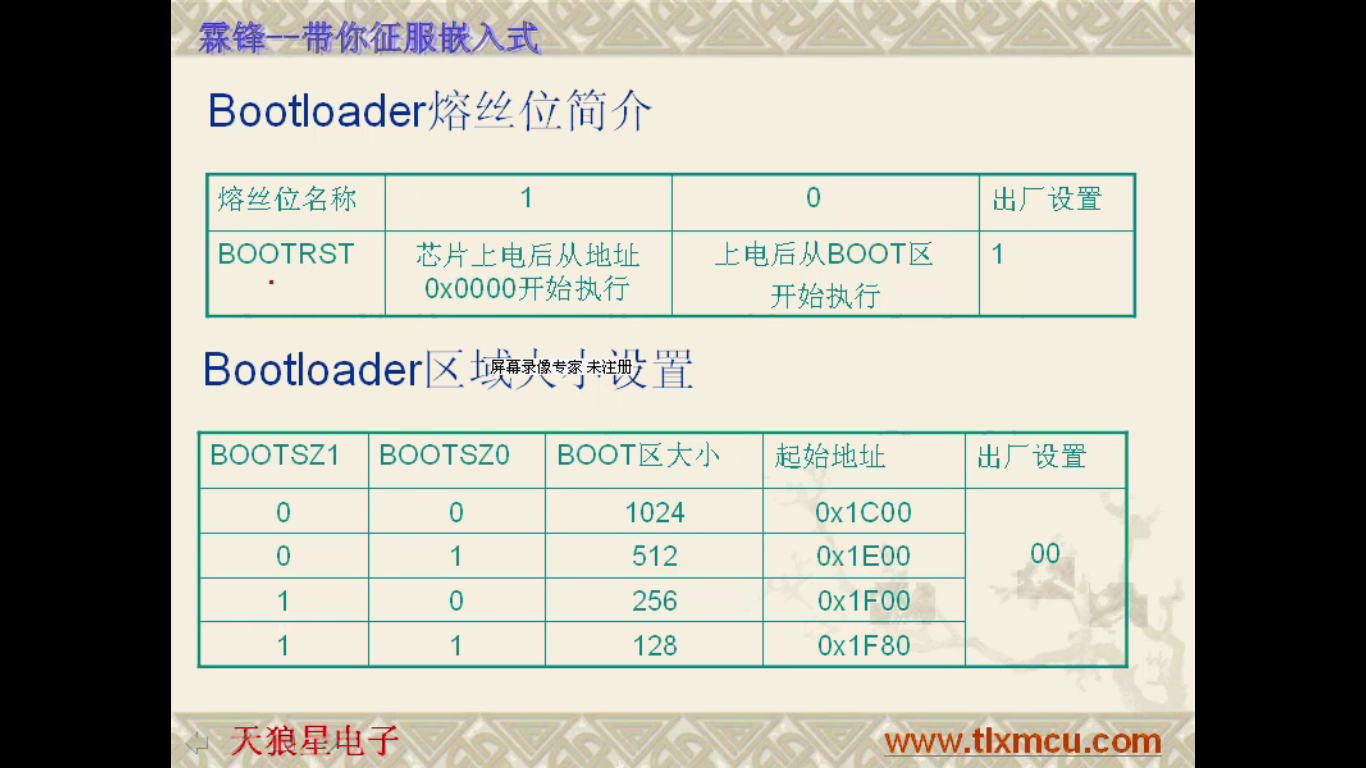 霖锋--带你征服嵌入式
Bootloader熔丝位简介
熔丝位名称 1 0 出厂设置
BOOTRST 芯片上电后从地址 上电后从BOOT区 1
0x0000开始执行 开始执行
Bootloader区域大小设置
屏幕录像专家 未注册
BOOTSZ1 BOOTSZ0 BOOT区大小 起始地址 出厂设置
0 0 1024 0x1C00
0 1 512 0x1E00 00
1 0 256 0x1F00
1 1 128 0x1F80
天狼星电子 www.tlxmcu.com